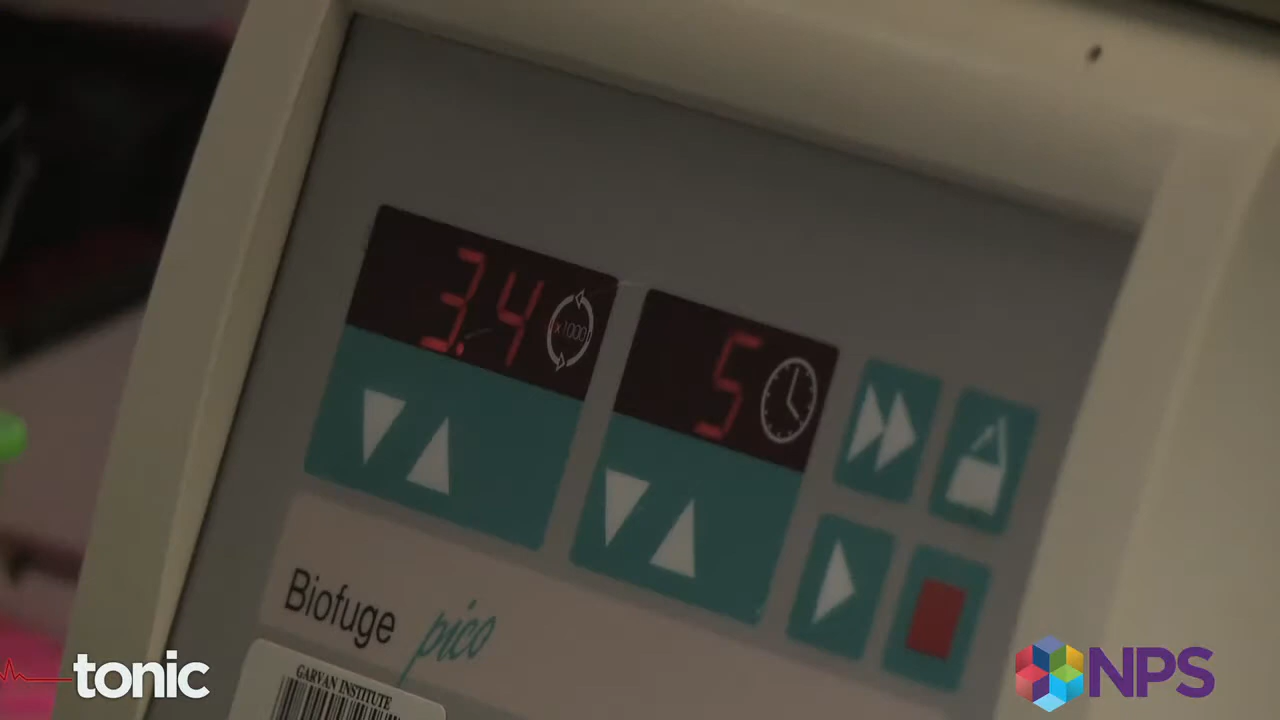 3.4 x1000
5
Biofuge pico
GARVAN INSTITUTE
tonic
NPS